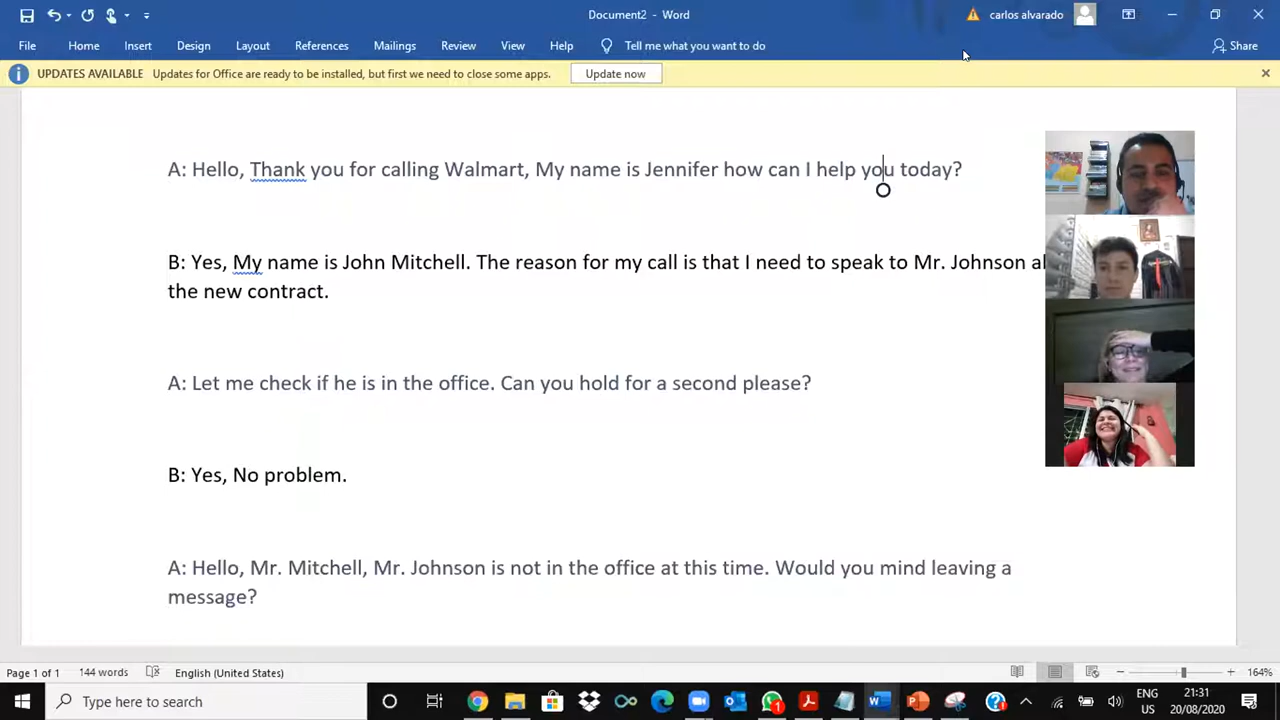 Document2 - Word
carlos alvarado
File Home Insert Design Layout References Mailings Review View Help Tell me what you want to do Share
UPDATES AVAILABLE Updates for Office are ready to be installed, but first we need to close some apps. Update now
A: Hello, Thank you for calling Walmart, My name is Jennifer how can I help you today?
B: Yes, My name is John Mitchell. The reason for my call is that I need to speak to Mr. Johnson
the new contract.
A: Let me check if he is in the office. Can you hold for a second please?
B: Yes, No problem.
A: Hello, Mr. Mitchell, Mr. Johnson is not in the office at this time. Would you mind leaving a
message?
Page 1 of 1 144 words English (United States) 164%
Type here to search
ENG 21:31
US 20/08/2020